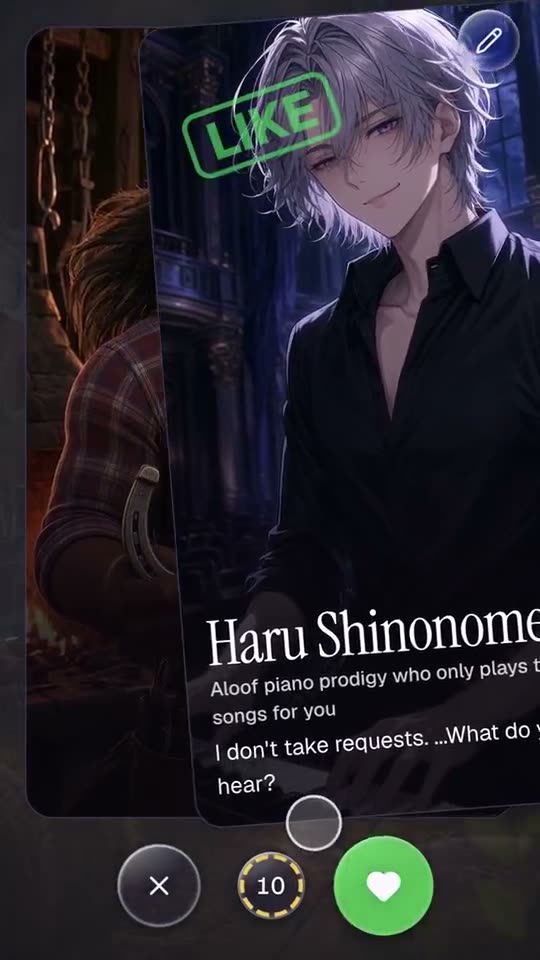 LIKE
Haru Shinonome
Aloof piano prodigy who only plays
songs for you
I don't take requests. ...What do
hear?
10